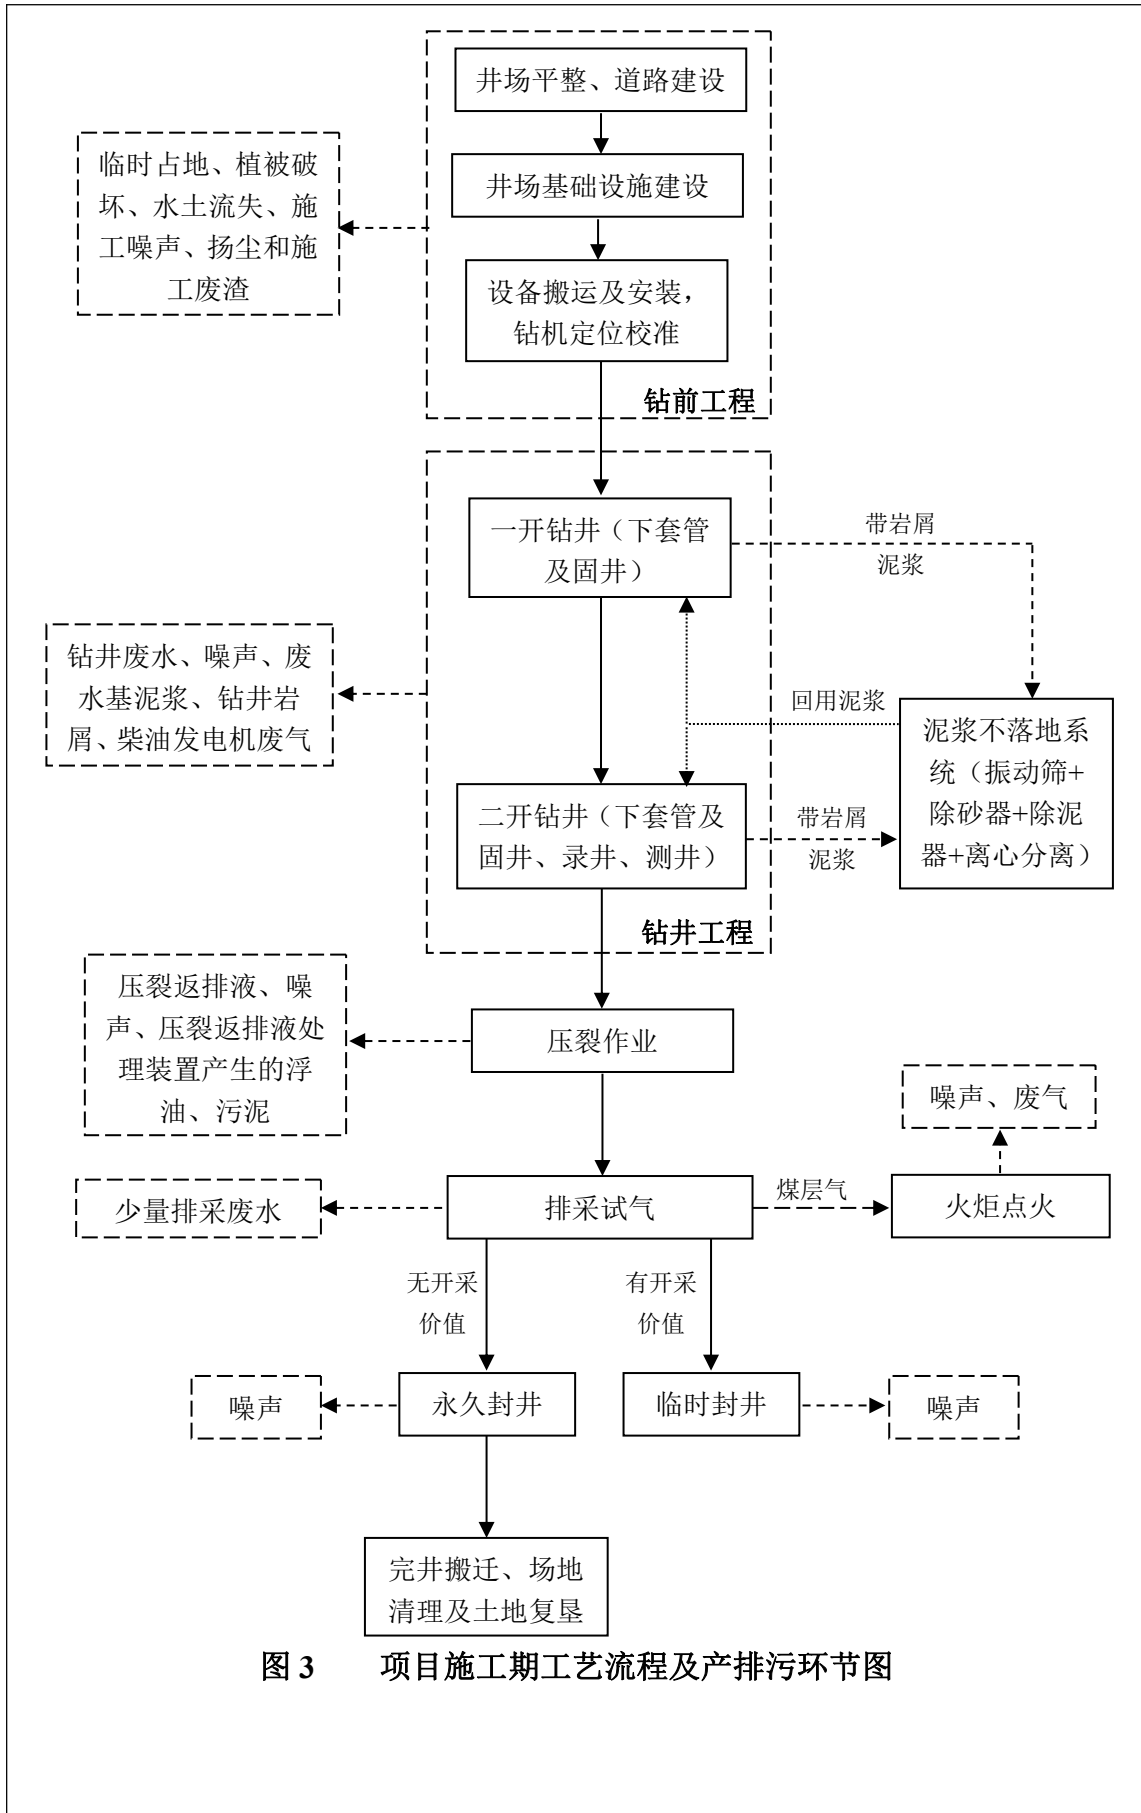 井场平整、道路建设
临时占地、植被破
坏、水土流失、施
工噪声、扬尘和施
工废渣
井场基础设施建设
设备搬运及安装，
钻机定位校准
钻前工程
一开钻井（下套管
及固井）
带岩屑
泥浆
钻井废水、噪声、废
水基泥浆、钻井岩
屑、柴油发电机废气
回用泥浆
泥浆不落地系
统（振动筛+
除砂器+除泥
器+离心分离）
二开钻井（下套管及
固井、录井、测井）
带岩屑
泥浆
钻井工程
压裂返排液、噪
声、压裂返排液处
理装置产生的浮
油、污泥
压裂作业
噪声、废气
少量排采废水
排采试气
煤层气
火炬点火
无开采
价值
有开采
价值
噪声
永久封井
临时封井
噪声
完井搬迁、场地
清理及土地复垦
图 3 项目施工期工艺流程及产排污环节图